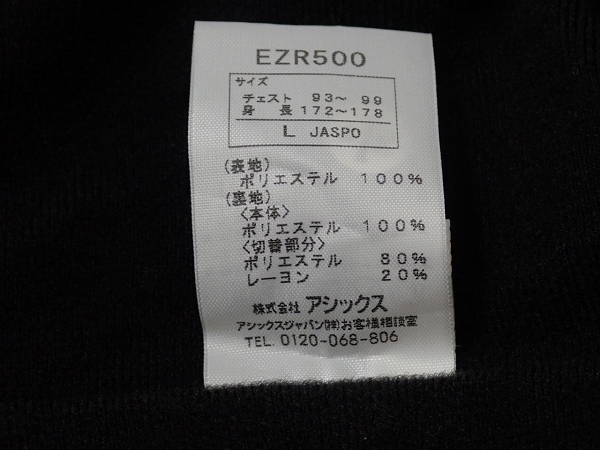 EZR500
サイズ
チェスト 93〜 99
身 長 172〜178
L JASPO
(表地)
ポリエステル 100%
(裏地)
〈本体〉
ポリエステル 100%
〈切替部分〉
ポリエステル 80%
レーヨン 20%
株式会社 アシックス
アシックスジャパン(株)お客様相談室
TEL. 0120-068-806